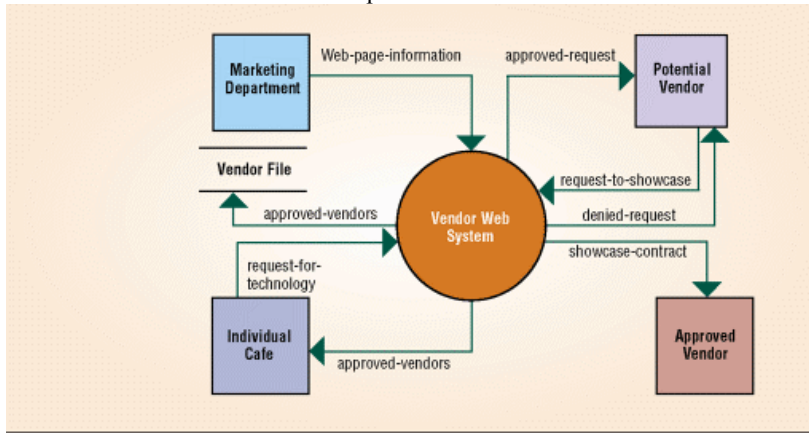 Marketing
Department
Web-page-information
approved-request
Potential
Vendor
Vendor File
request-to-showcase
approved-vendors
Vendor Web
System
denied-request
showcase-contract
request-for-
technology
Individual
Cafe
approved-vendors
Approved
Vendor